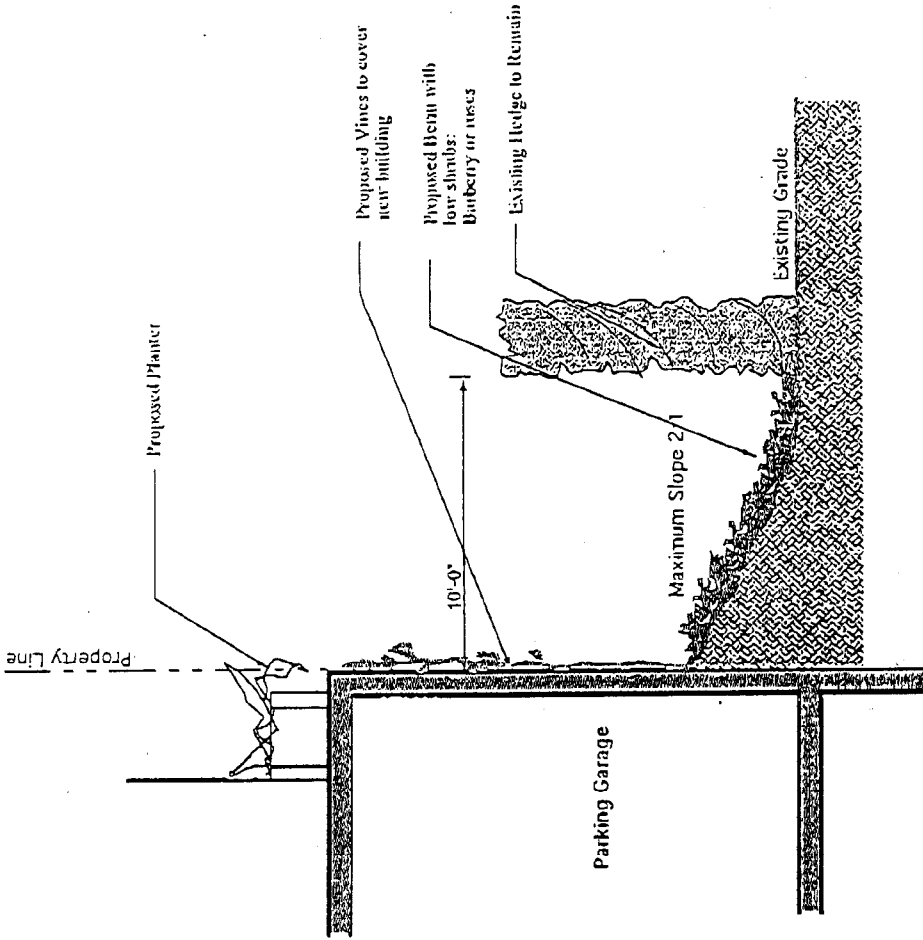 Property Line
Proposed Planter
Proposed Vines to cover
new building
Proposed Berm with
low shrubs:
Barberry or roses
Existing Hedge to Remain
10'-0"
Maximum Slope 2/1
Existing Grade
Parking Garage